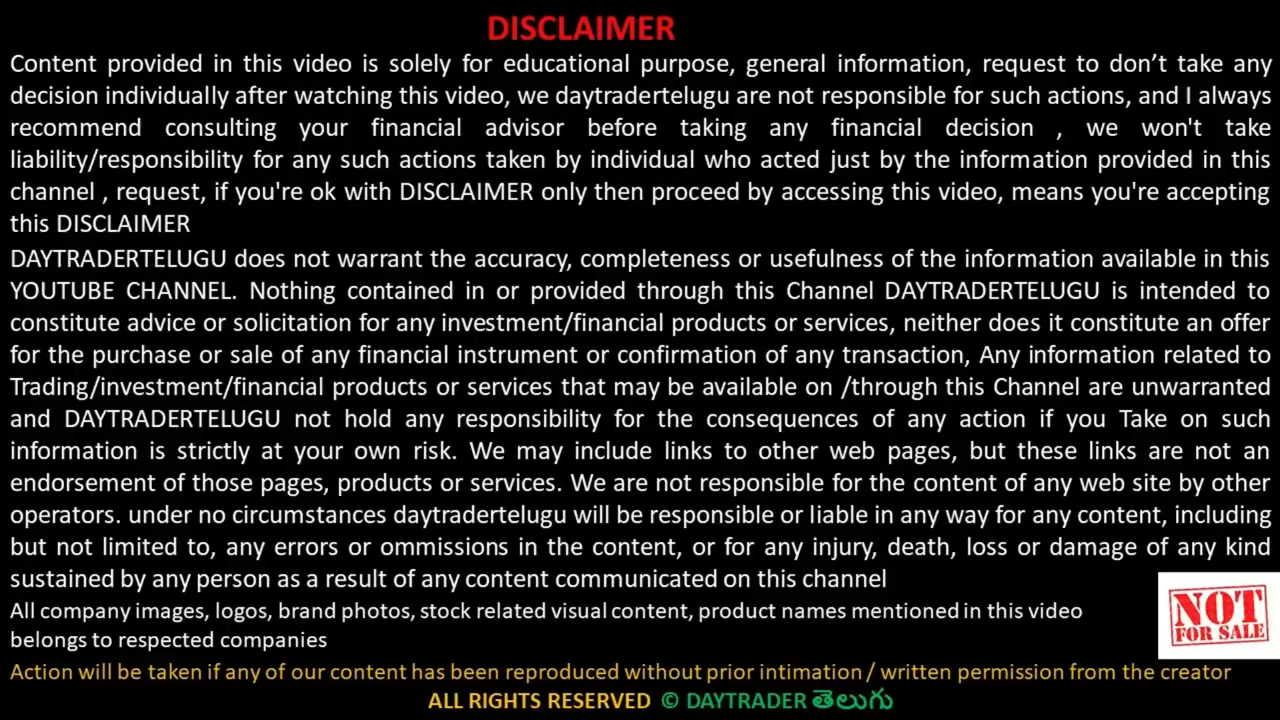 DISCLAIMER
Content provided in this video is solely for educational purpose, general information, request to don’t take any
decision individually after watching this video, we daytradertelugu are not responsible for such actions, and I always
recommend consulting your financial advisor before taking any financial decision , we won't take
liability/responsibility for any such actions taken by individual who acted just by the information provided in this
channel , request, if you're ok with DISCLAIMER only then proceed by accessing this video, means you're accepting
this DISCLAIMER
DAYTRADERTELUGU does not warrant the accuracy, completeness or usefulness of the information available in this
YOUTUBE CHANNEL. Nothing contained in or provided through this Channel DAYTRADERTELUGU is intended to
constitute advice or solicitation for any investment/financial products or services, neither does it constitute an offer
for the purchase or sale of any financial instrument or confirmation of any transaction, Any information related to
Trading/investment/financial products or services that may be available on /through this Channel are unwarranted
and DAYTRADERTELUGU not hold any responsibility for the consequences of any action if you Take on such
information is strictly at your own risk. We may include links to other web pages, but these links are not an
endorsement of those pages, products or services. We are not responsible for the content of any web site by other
operators. under no circumstances daytradertelugu will be responsible or liable in any way for any content, including
but not limited to, any errors or ommissions in the content, or for any injury, death, loss or damage of any kind
sustained by any person as a result of any content communicated on this channel
All company images, logos, brand photos, stock related visual content, product names mentioned in this video
belongs to respected companies
NOT
FOR SALE
Action will be taken if any of our content has been reproduced without prior intimation / written permission from the creator
ALL RIGHTS RESERVED © DAYTRADER తెలుగు